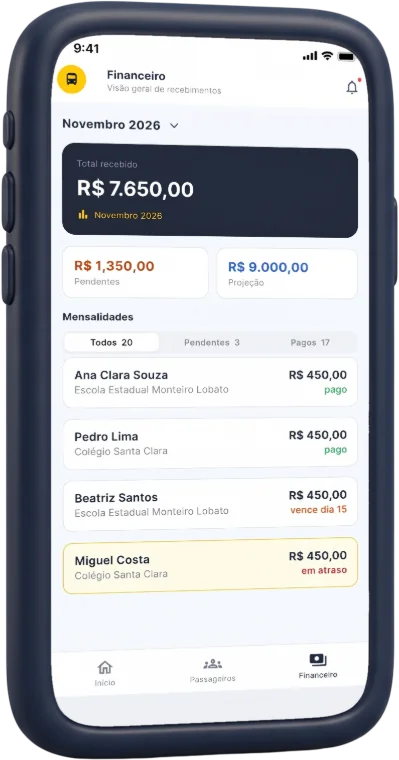 9:41
Financeiro
Visão geral de recebimentos
Novembro 2026
Total recebido
R$ 7.650,00
Novembro 2026
R$ 1,350,00
Pendentes
R$ 9.000,00
Projeção
Mensalidades
Todos 20
Pendentes 3
Pagos 17
Ana Clara Souza
R$ 450,00
Escola Estadual Monteiro Lobato
pago
Pedro Lima
R$ 450,00
Colégio Santa Clara
pago
Beatriz Santos
R$ 450,00
Escola Estadual Monteiro Lobato
vence dia 15
Miguel Costa
R$ 450,00
Colégio Santa Clara
em atraso
Início
Passageiros
Financeiro